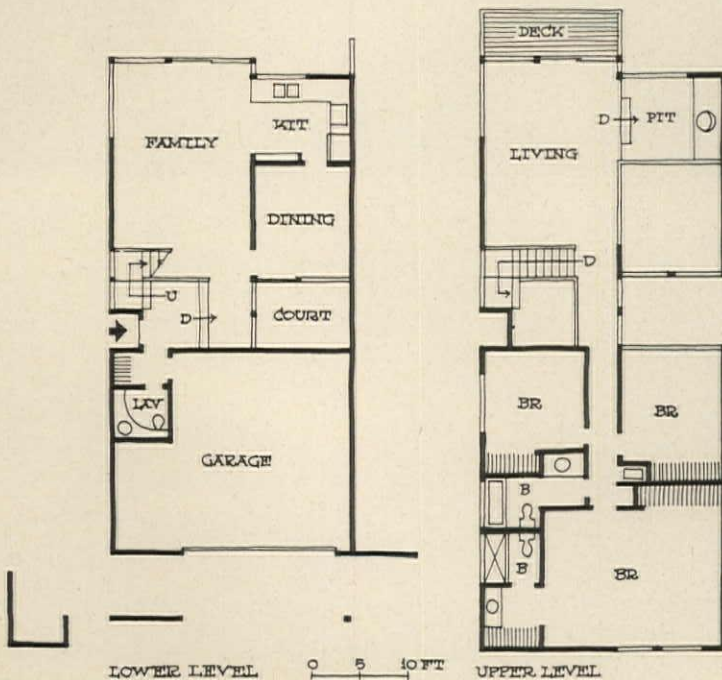 FAMILY
KIT
DINING
U
D
COURT
LAV
GARAGE
LOWER LEVEL
0 5 10 FT
DECK
D
PIT
LIVING
D
BR
BR
B
B
BR
UPPER LEVEL